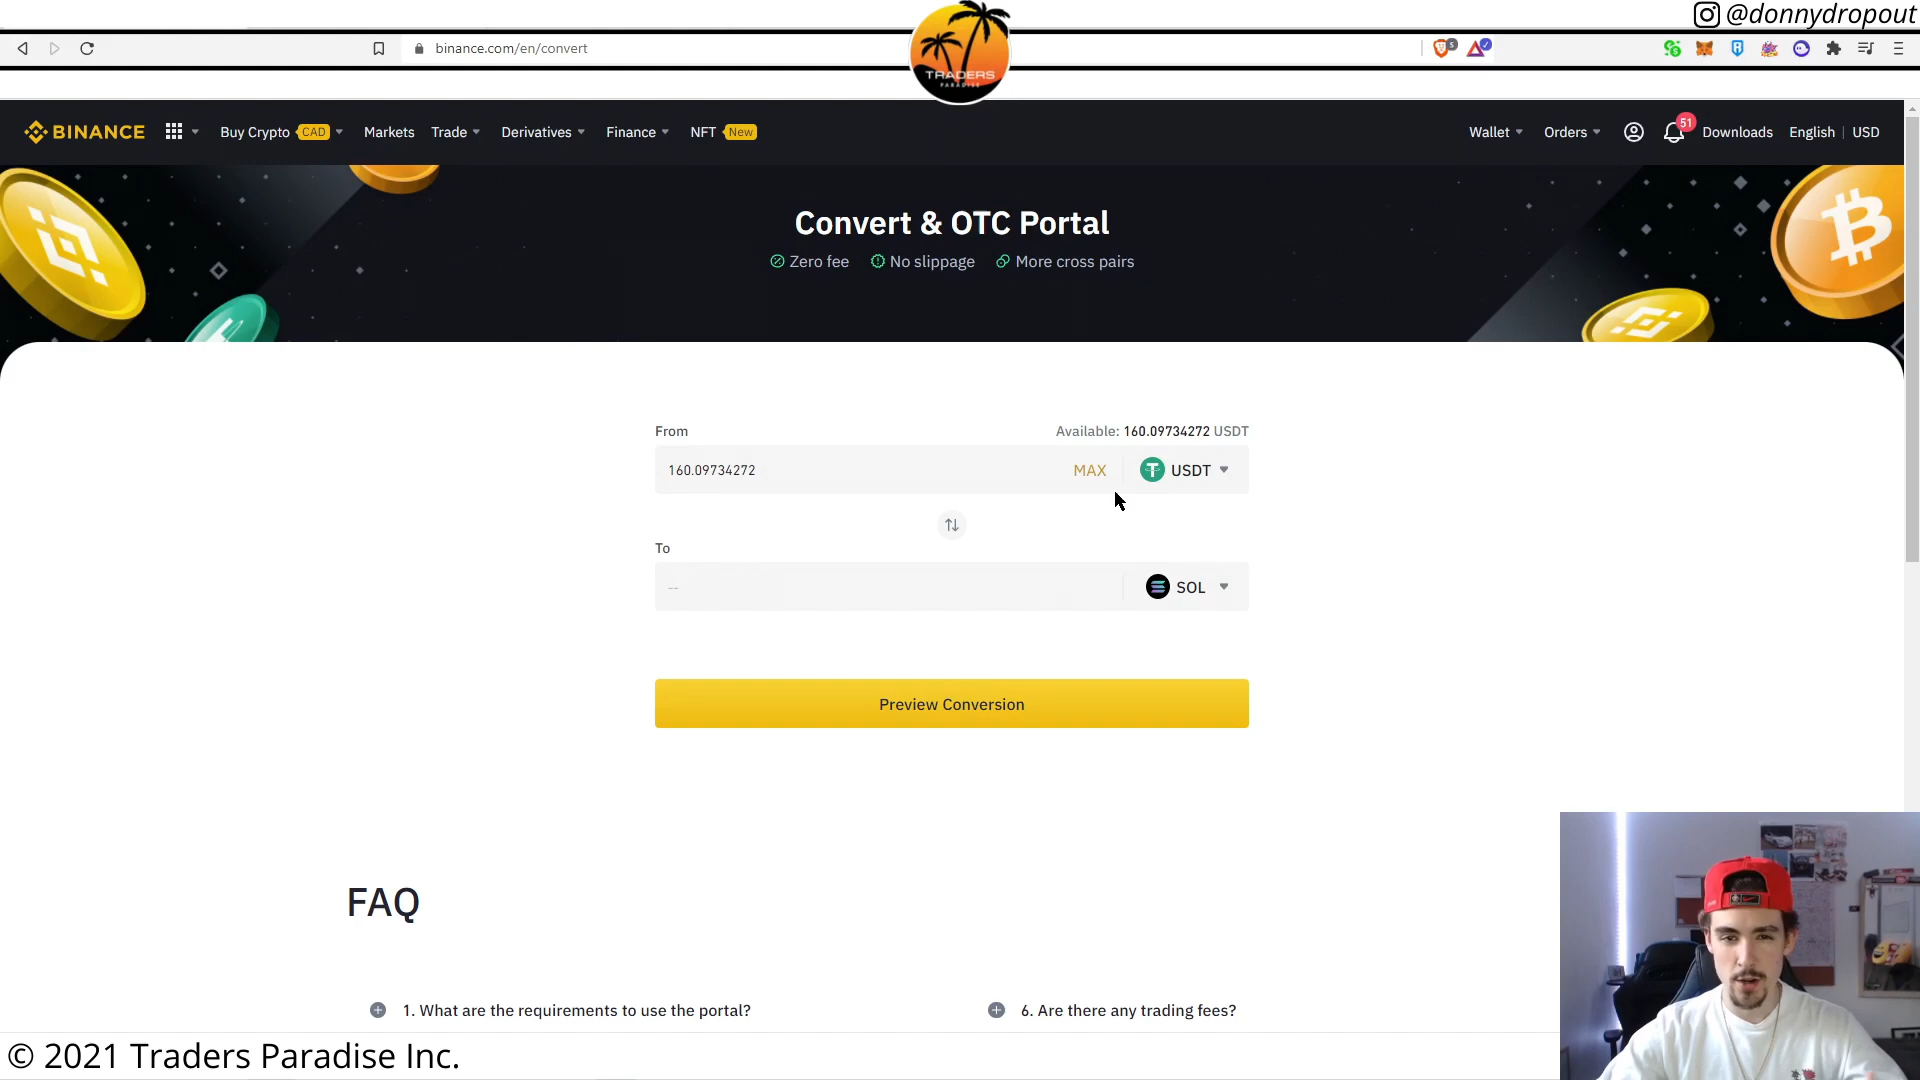 @donnydropout
binance.com/en/convert
5
TRADERS
PARADISE
BINANCE
Buy Crypto CAD
Markets
Trade
Derivatives
Finance
NFT New
Wallet
Orders
51
Downloads
English | USD
Convert & OTC Portal
Zero fee
No slippage
More cross pairs
From
Available: 160.09734272 USDT
160.09734272
MAX
USDT
To
--
SOL
Preview Conversion
FAQ
1. What are the requirements to use the portal?
6. Are there any trading fees?
© 2021 Traders Paradise Inc.